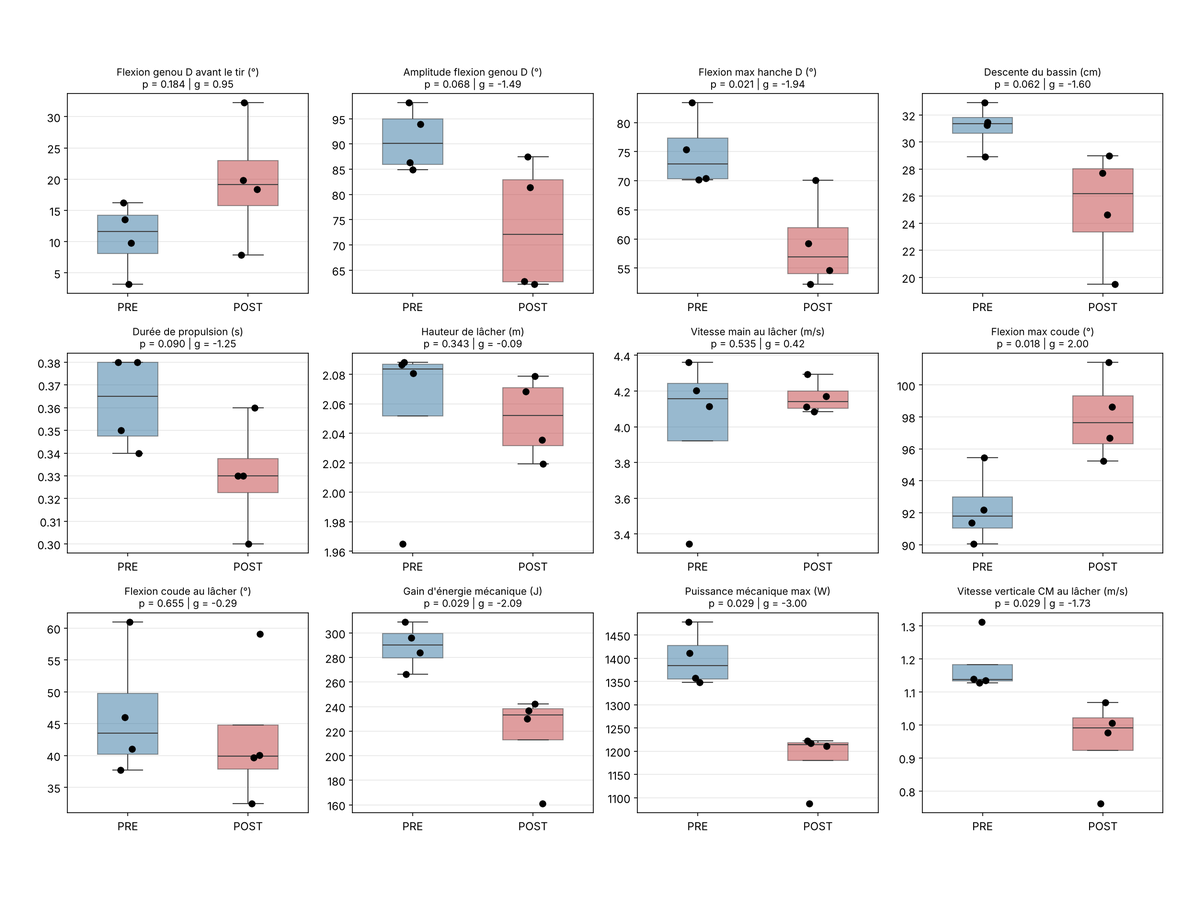 Flexion genou D avant le tir (°)
p = 0.184 | g = 0.95
30
25
20
15
10
5
PRE
POST
Amplitude flexion genou D (°)
p = 0.068 | g = -1.49
95
90
85
80
75
70
65
PRE
POST
Flexion max hanche D (°)
p = 0.021 | g = -1.94
80
75
70
65
60
55
PRE
POST
Descente du bassin (cm)
p = 0.062 | g = -1.60
32
30
28
26
24
22
20
PRE
POST
Durée de propulsion (s)
p = 0.090 | g = -1.25
0.38
0.37
0.36
0.35
0.34
0.33
0.32
0.31
0.30
PRE
POST
Hauteur de lâcher (m)
p = 0.343 | g = -0.09
2.08
2.06
2.04
2.02
2.00
1.98
1.96
PRE
POST
Vitesse main au lâcher (m/s)
p = 0.535 | g = 0.42
4.4
4.2
4.0
3.8
3.6
3.4
PRE
POST
Flexion max coude (°)
p = 0.018 | g = 2.00
100
98
96
94
92
90
PRE
POST
Flexion coude au lâcher (°)
p = 0.655 | g = -0.29
60
55
50
45
40
35
PRE
POST
Gain d'énergie mécanique (J)
p = 0.029 | g = -2.09
300
280
260
240
220
200
180
160
PRE
POST
Puissance mécanique max (W)
p = 0.029 | g = -3.00
1450
1400
1350
1300
1250
1200
1150
1100
PRE
POST
Vitesse verticale CM au lâcher (m/s)
p = 0.029 | g = -1.73
1.3
1.2
1.1
1.0
0.9
0.8
PRE
POST